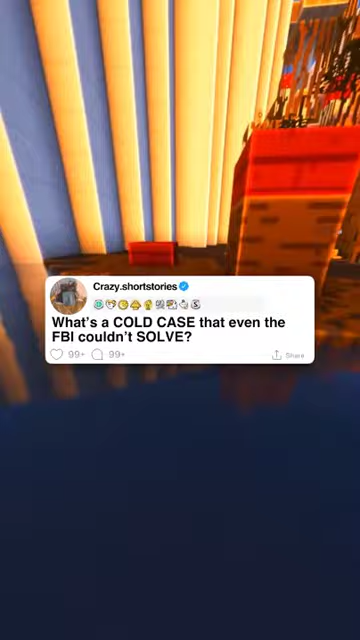 Crazy.shortstories
What's a COLD CASE that even the
FBI couldn't SOLVE?
99+ 99+ Share